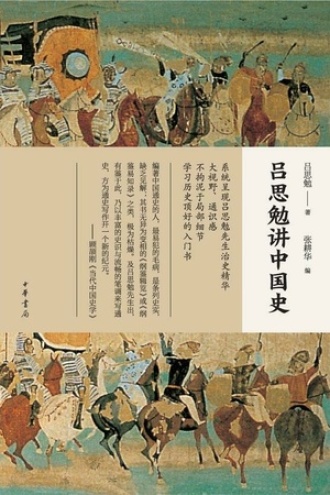 吕思勉讲中国史
吕思勉 著
张耕华 编
系统呈现吕思勉先生治史精华
大视野，通识感
不拘泥于局部细节
学习历史顶好的入门书
编著中国通史的人，最易犯的毛病，是条列史实，
缺乏见解；其书无异为变相的《纲鉴辑览》或《纲
鉴易知录》之类，极为枯燥。及吕思勉先生出，
有鉴于此，乃以丰富的史识与流畅的笔调来写通
史，方为通史写作开一个新的纪元。
——顾颉刚《当代中国史学》
中华书局